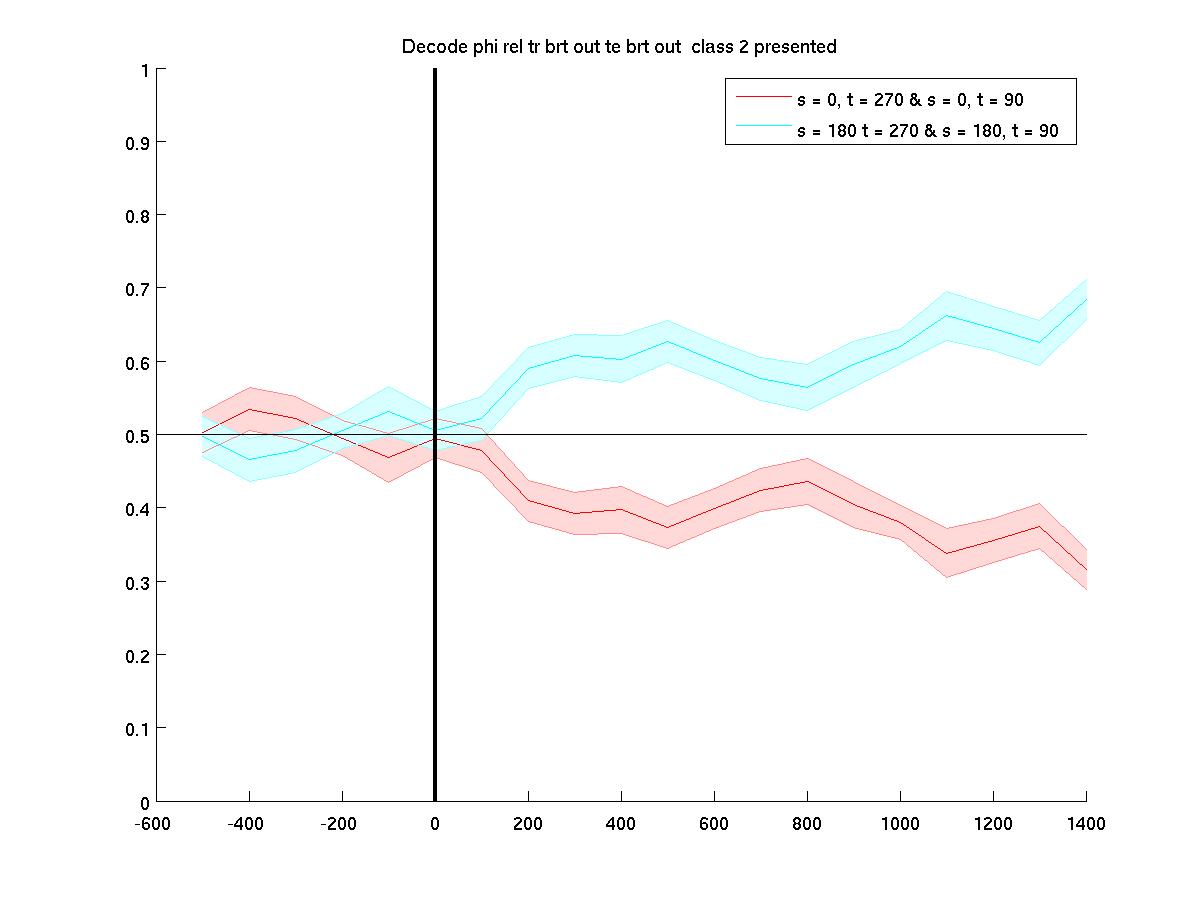 Decode phi rel tr brt out te brt out  class 2 presented
s = 0, t = 270 & s = 0, t = 90
s = 180 t = 270 & s = 180, t = 90
1
0.9
0.8
0.7
0.6
0.5
0.4
0.3
0.2
0.1
0
-600 -400 -200 0 200 400 600 800 1000 1200 1400